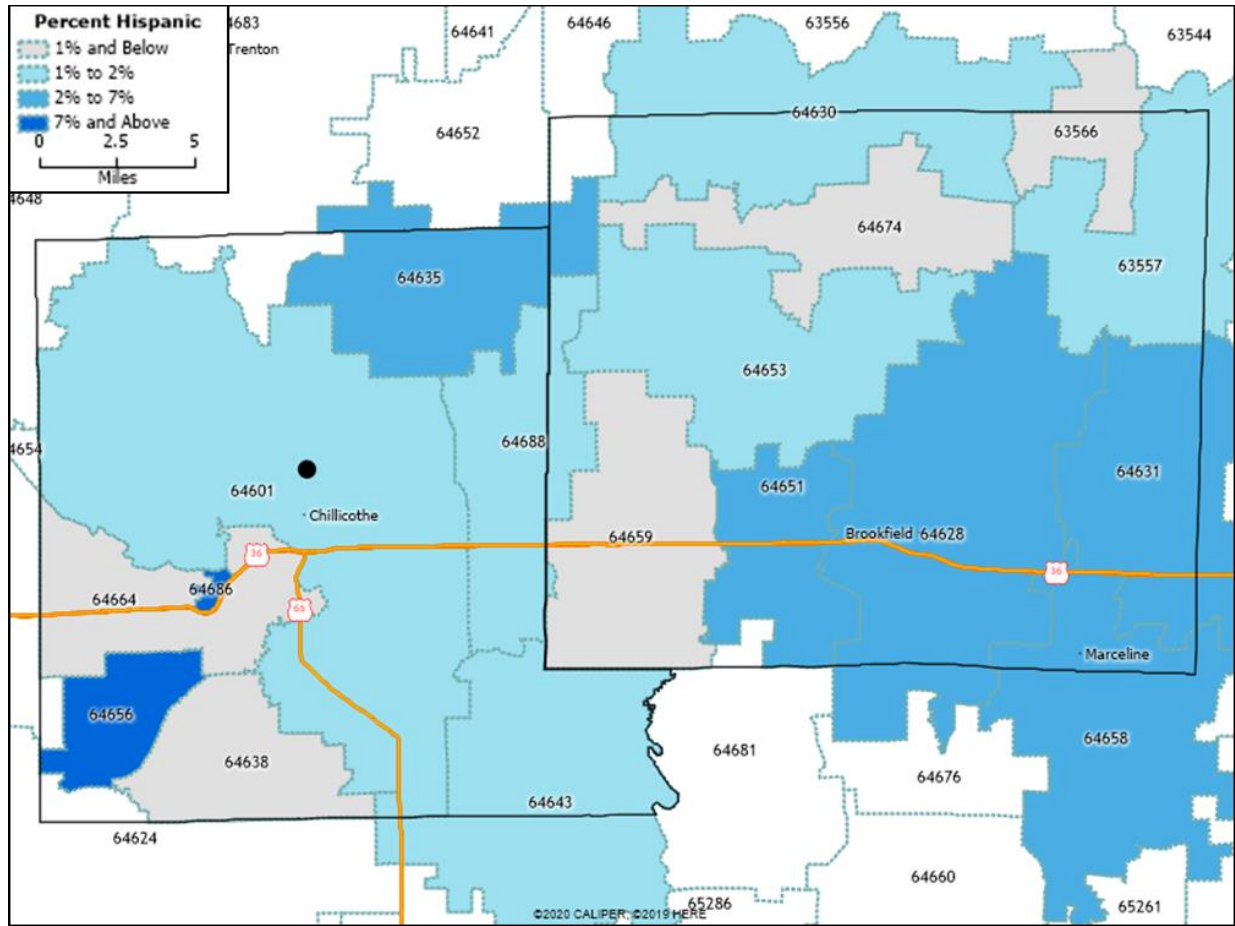 Percent Hispanic
1% and Below
1% to 2%
2% to 7%
7% and Above
0 2.5 5
Miles
4683
Trenton
64641
64646
63556
63544
64652
64630
63566
4648
64674
64635
63557
64653
4654
64688
64631
64601
64651
Chillicothe
64659
Brookfield 64628
36
36
64686
64664
65
Marceline
64656
64658
64681
64638
64676
64643
64624
64660
65286
65261
©2020 CALIPER; ©2019 HERE